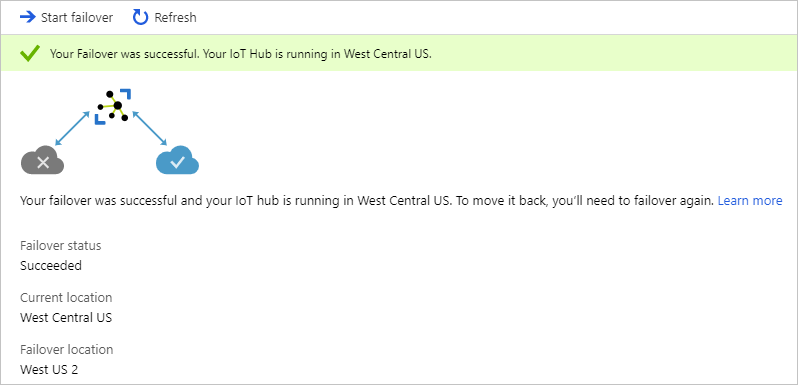 Start failover Refresh
Your Failover was successful. Your IoT Hub is running in West Central US.
Your failover was successful and your IoT hub is running in West Central US. To move it back, you'll need to failover again. Learn more
Failover status
Succeeded
Current location
West Central US
Failover location
West US 2